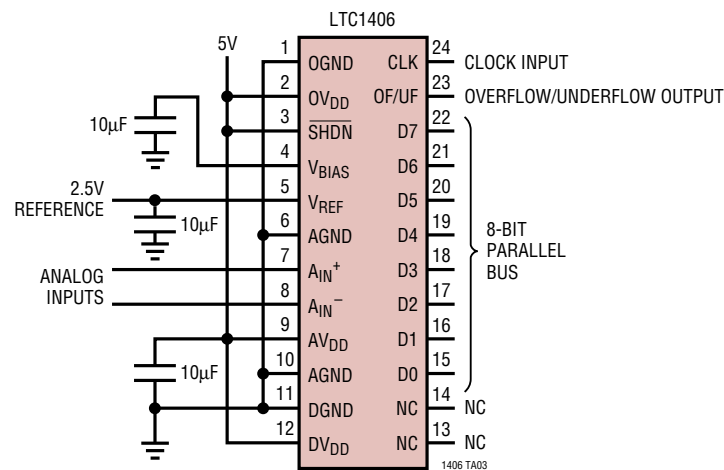 LTC1406
5V
1 OGND CLK 24 CLOCK INPUT
2 OVDD OF/UF 23 OVERFLOW/UNDERFLOW OUTPUT
10µF 3 SHDN D7 22
4 VBIAS D6 21
2.5V REFERENCE 5 VREF D5 20
10µF 6 AGND D4 19
8-BIT PARALLEL BUS
ANALOG INPUTS 7 AIN+ D3 18
8 AIN− D2 17
9 AVDD D1 16
10µF 10 AGND D0 15
11 DGND NC 14 NC
12 DVDD NC 13 NC
1406 TA03